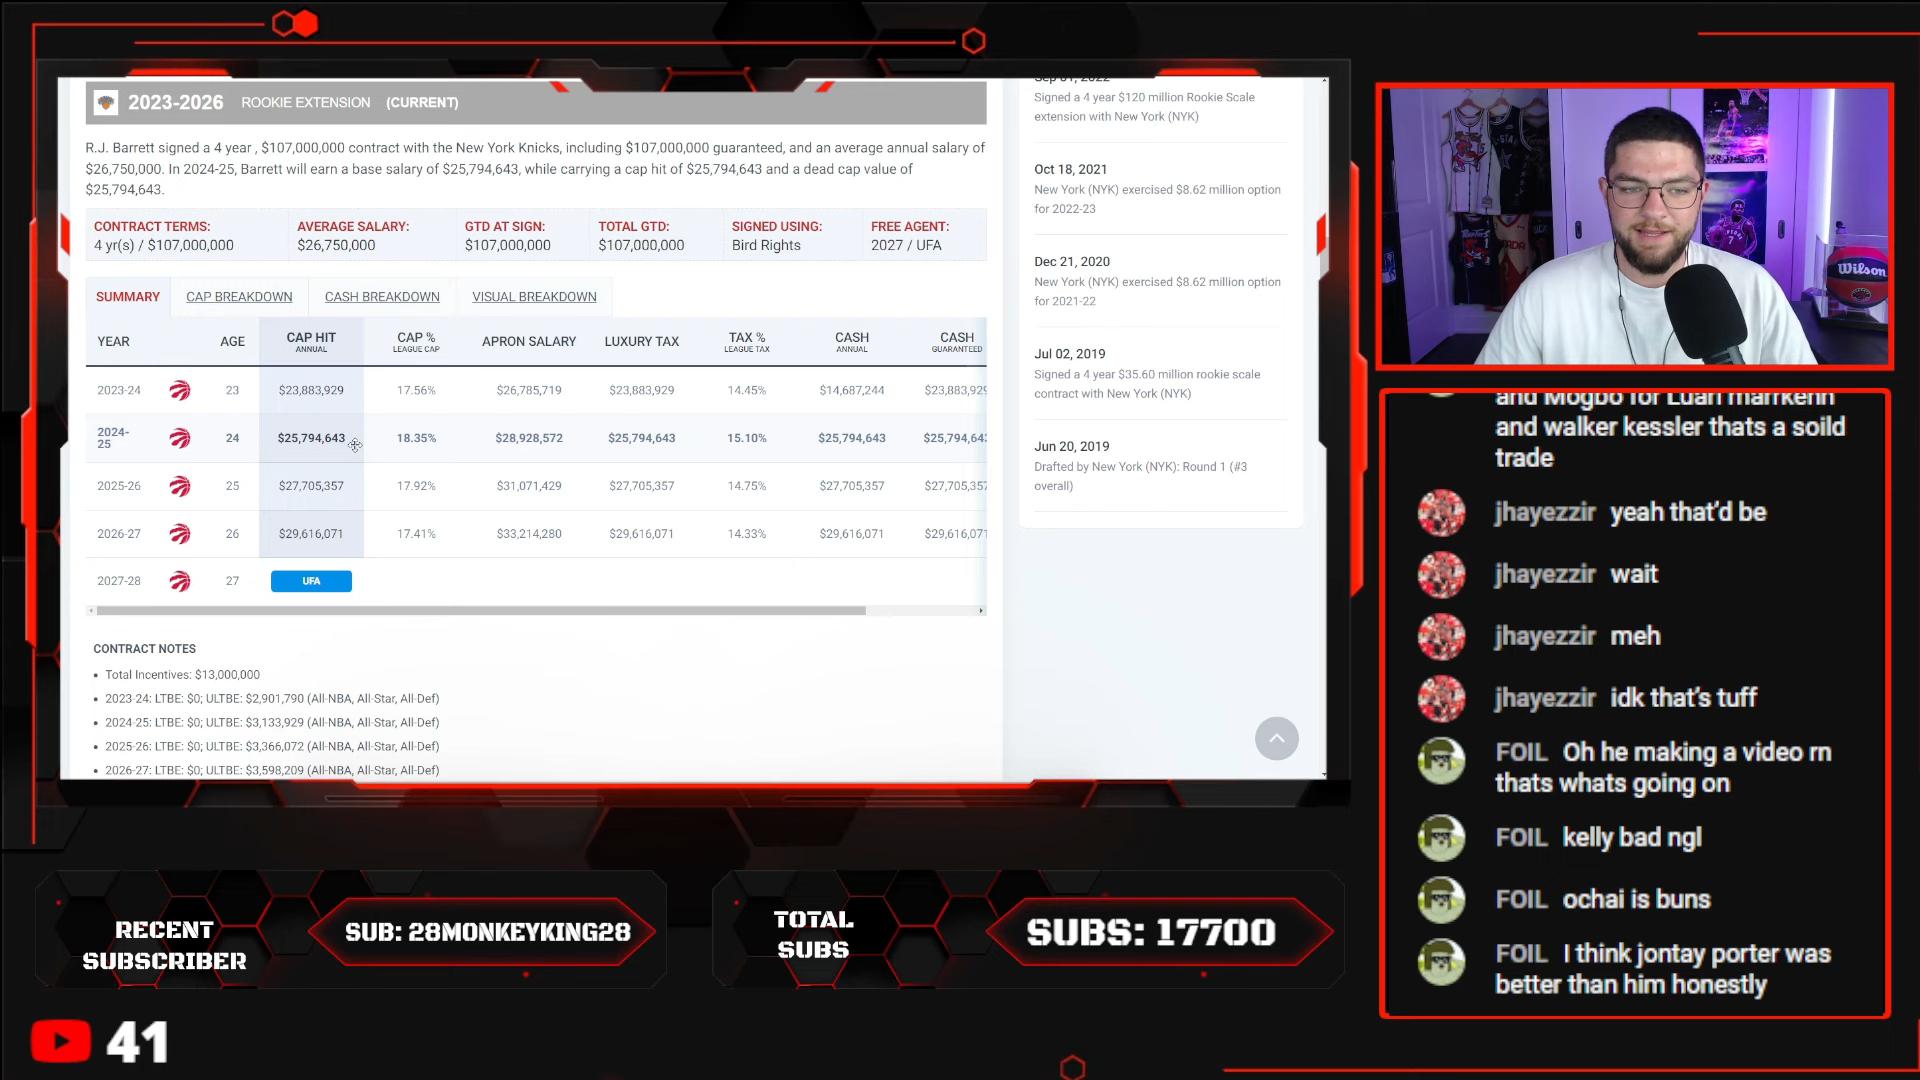 2023-2026 ROOKIE EXTENSION (CURRENT)
R.J. Barrett signed a 4 year , $107,000,000 contract with the New York Knicks, including $107,000,000 guaranteed, and an average annual salary of
$26,750,000. In 2024-25, Barrett will earn a base salary of $25,794,643, while carrying a cap hit of $25,794,643 and a dead cap value of
$25,794,643.
CONTRACT TERMS: AVERAGE SALARY: GTD AT SIGN: TOTAL GTD: SIGNED USING: FREE AGENT:
4 yr(s) / $107,000,000 $26,750,000 $107,000,000 $107,000,000 Bird Rights 2027 / UFA
SUMMARY CAP BREAKDOWN CASH BREAKDOWN VISUAL BREAKDOWN
YEAR AGE CAP HIT CAP % APRON SALARY LUXURY TAX TAX % CASH CASH
ANNUAL LEAGUE CAP LEAGUE TAX ANNUAL GUARANTEED
2023-24 23 $23,883,929 17.56% $26,785,719 $23,883,929 14.45% $14,687,244 $23,883,929
2024-
25 24 $25,794,643 18.35% $28,928,572 $25,794,643 15.10% $25,794,643 $25,794,643
2025-26 25 $27,705,357 17.92% $31,071,429 $27,705,357 14.75% $27,705,357 $27,705,357
2026-27 26 $29,616,071 17.41% $33,214,280 $29,616,071 14.33% $29,616,071 $29,616,071
2027-28 27 UFA
CONTRACT NOTES
• Total Incentives: $13,000,000
• 2023-24: LTBE: $0; ULTBE: $2,901,790 (All-NBA, All-Star, All-Def)
• 2024-25: LTBE: $0; ULTBE: $3,133,929 (All-NBA, All-Star, All-Def)
• 2025-26: LTBE: $0; ULTBE: $3,366,072 (All-NBA, All-Star, All-Def)
• 2026-27: LTBE: $0; ULTBE: $3,598,209 (All-NBA, All-Star, All-Def)
Sep 01, 2022
Signed a 4 year $120 million Rookie Scale
extension with New York (NYK)
Oct 18, 2021
New York (NYK) exercised $8.62 million option
for 2022-23
Dec 21, 2020
New York (NYK) exercised $8.62 million option
for 2021-22
Jul 02, 2019
Signed a 4 year $35.60 million rookie scale
contract with New York (NYK)
Jun 20, 2019
Drafted by New York (NYK): Round 1 (#3
overall)
Wilson
and Mogbo for Luari marrkenn
and walker kessler thats a soild
trade
jhayezzir yeah that'd be
jhayezzir wait
jhayezzir meh
jhayezzir idk that's tuff
FOIL Oh he making a video rn
thats whats going on
FOIL kelly bad ngl
FOIL ochai is buns
FOIL I think jontay porter was
better than him honestly
RECENT
SUBSCRIBER
SUB: 28MONKEYKING28
TOTAL
SUBS
SUBS: 17700
41